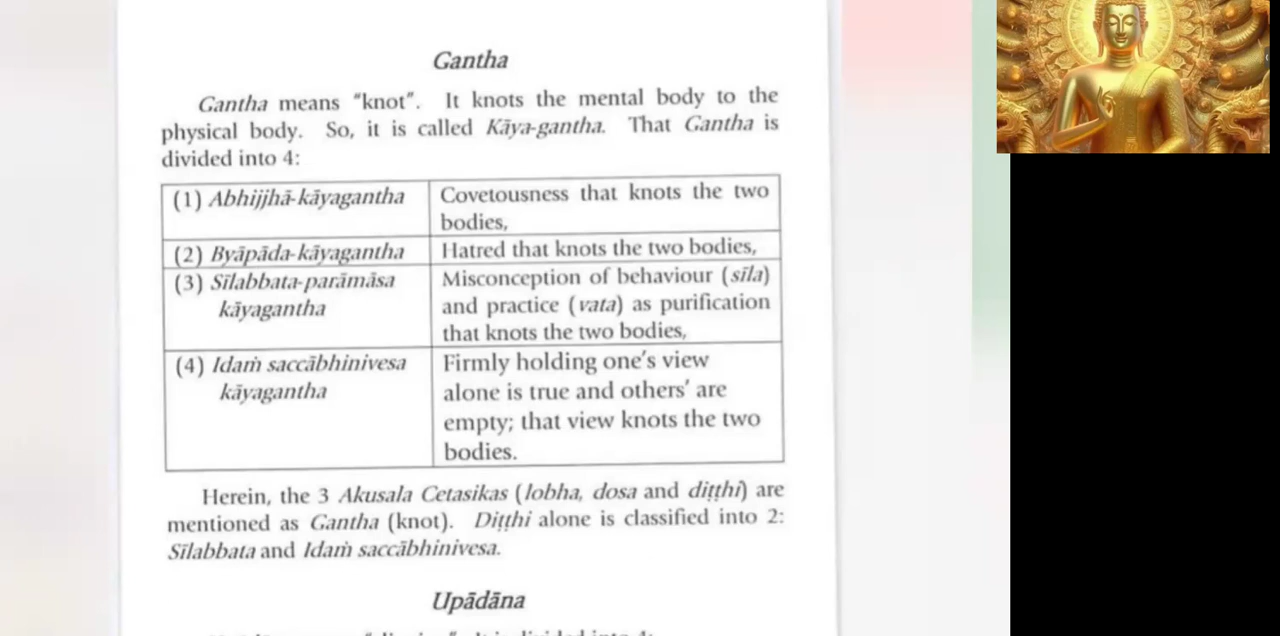 Gantha
Gantha means “knot”. It knots the mental body to the
physical body. So, it is called Kāya-gantha. That Gantha is
divided into 4:
(1) Abhijjhā-kāyagantha
Covetousness that knots the two
bodies,
(2) Byāpāda-kāyagantha
Hatred that knots the two bodies,
(3) Sīlabbata-parāmāsa
kāyagantha
Misconception of behaviour (sīla)
and practice (vata) as purification
that knots the two bodies,
(4) Idaṁ saccābhinivesa
kāyagantha
Firmly holding one’s view
alone is true and others’ are
empty; that view knots the two
bodies.
Herein, the 3 Akusala Cetasikas (lobha, dosa and diṭṭhi) are
mentioned as Gantha (knot). Diṭṭhi alone is classified into 2:
Sīlabbata and Idaṁ saccābhinivesa.
Upādāna